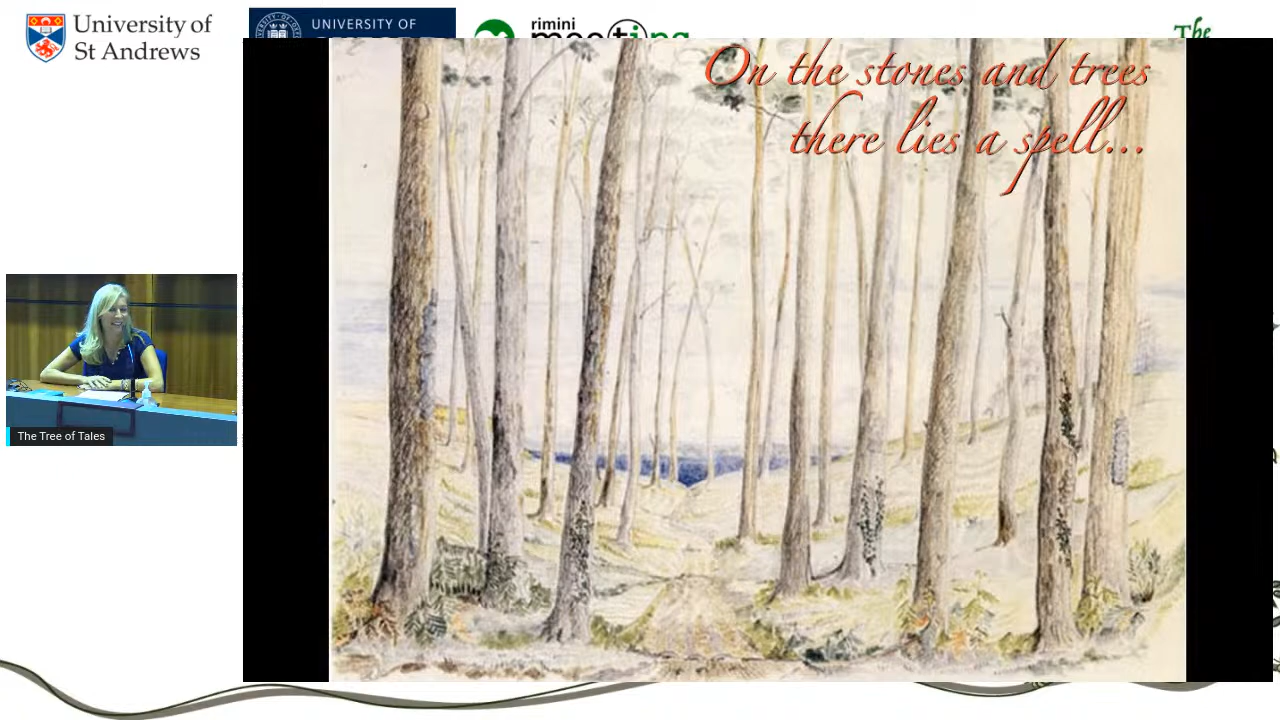 University of
St Andrews
UNIVERSITY OF
rimini
meeting
The
On the stones and trees
there lies a spell...
The Tree of Tales